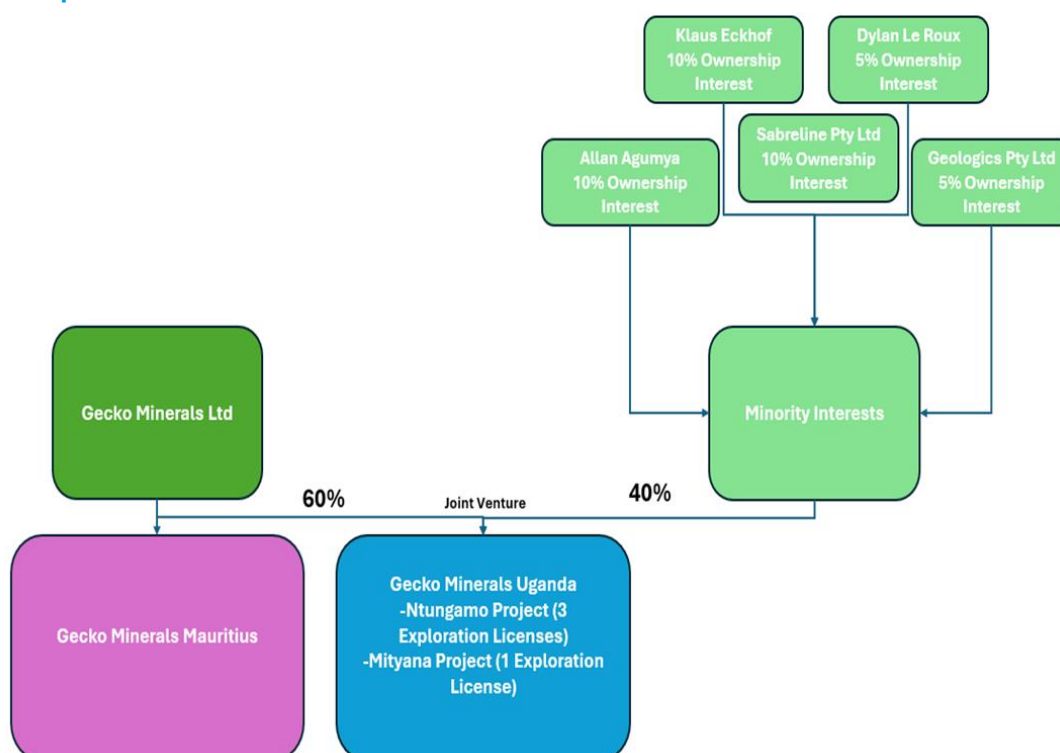 Klaus Eckhof
10% Ownership
Interest
Dylan Le Roux
5% Ownership
Interest
Allan Agumya
10% Ownership
Interest
Sabreline Pty Ltd
10% Ownership
Interest
Geologics Pty Ltd
5% Ownership
Interest
Gecko Minerals Ltd
Minority Interests
60%
Joint Venture
40%
Gecko Minerals Mauritius
Gecko Minerals Uganda
-Ntungamo Project (3
Exploration Licenses)
-Mityana Project (1 Exploration
License)